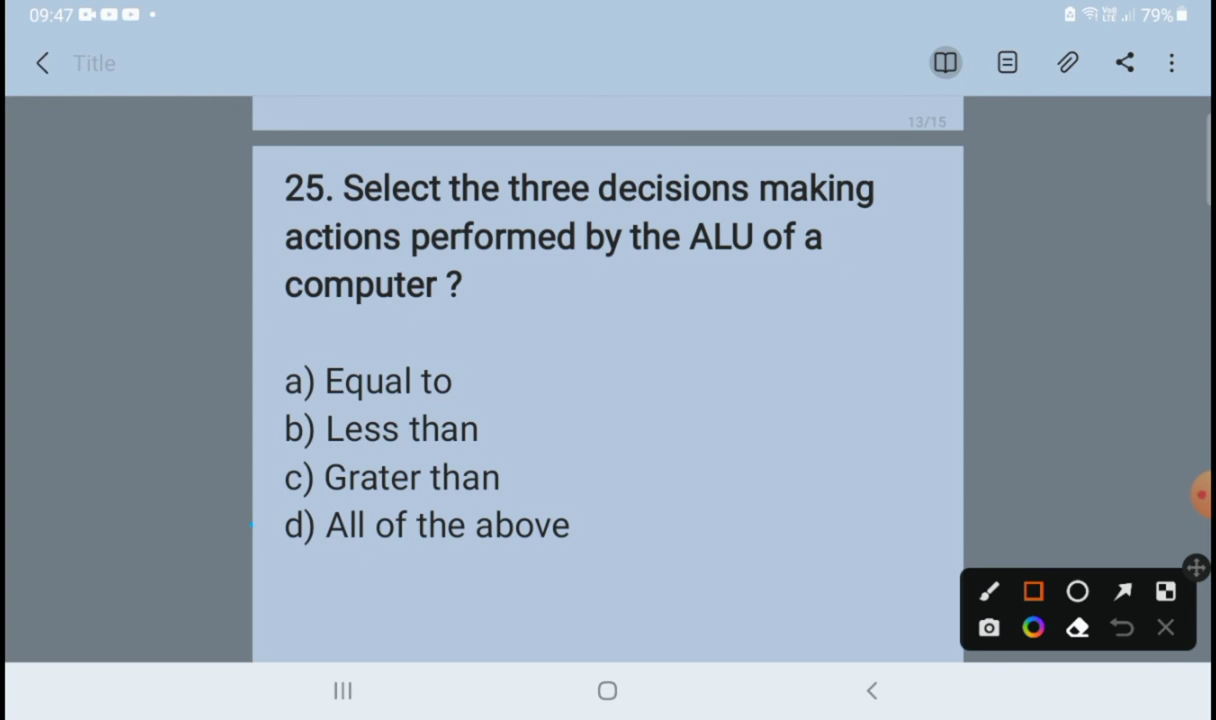 09:47 79%
Title
13/15
25. Select the three decisions making
actions performed by the ALU of a
computer ?
a) Equal to
b) Less than
c) Grater than
d) All of the above